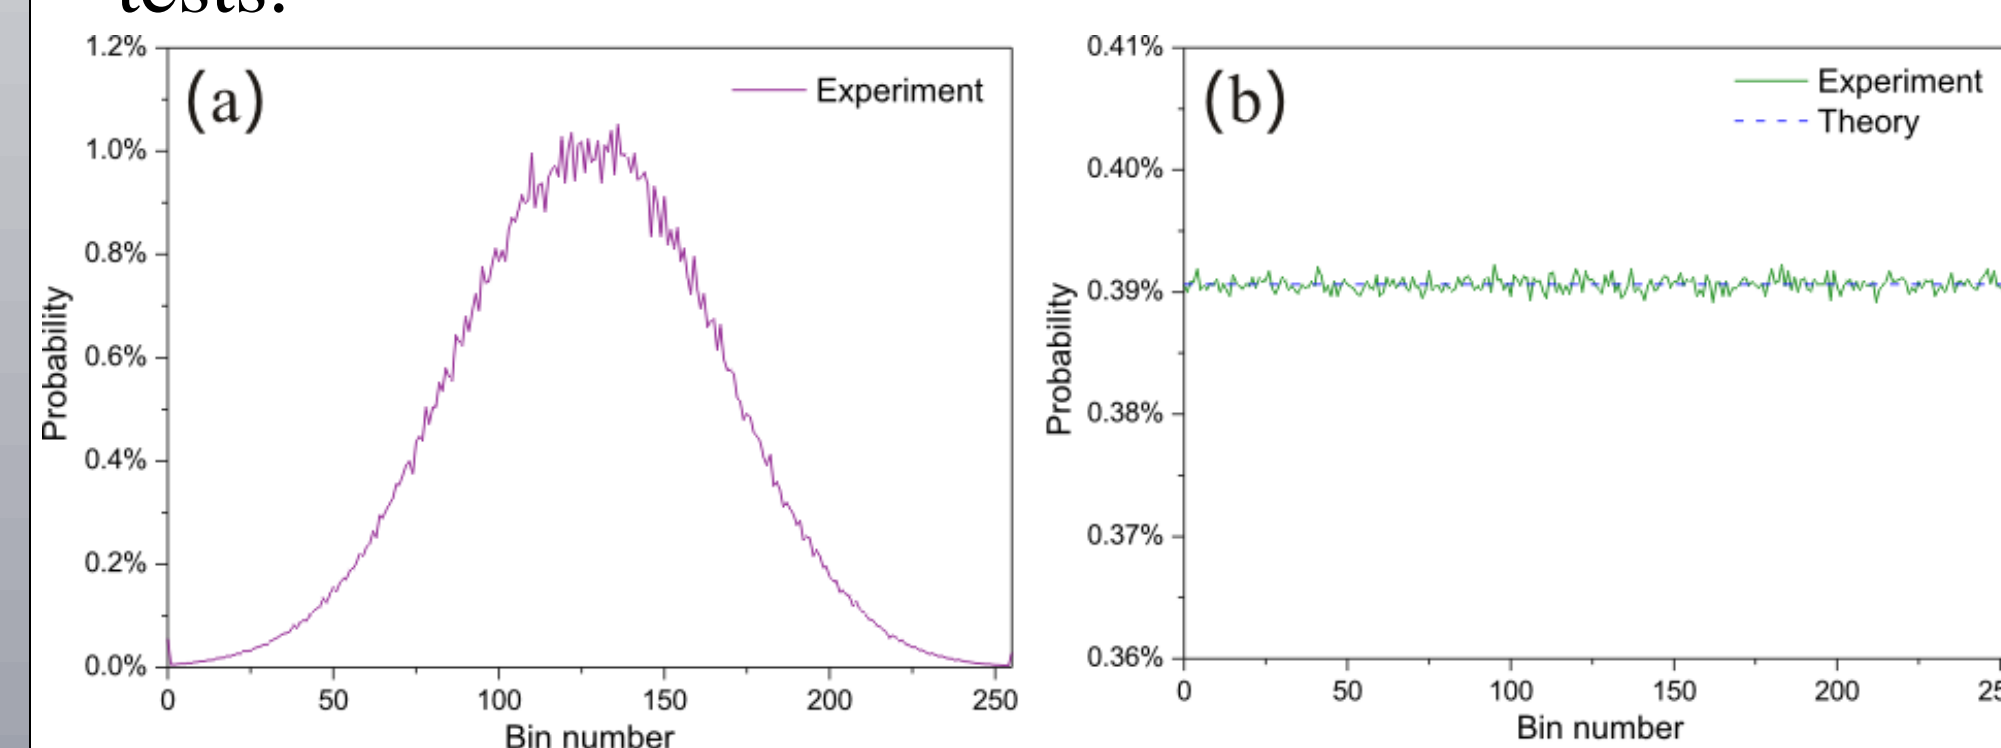 tests.
(a)
Experiment
1.2%
1.0%
0.8%
0.6%
0.4%
0.2%
0.0%
Probability
0 50 100 150 200 250
Bin number
(b)
Experiment
Theory
0.41%
0.40%
0.39%
0.38%
0.37%
0.36%
Probability
0 50 100 150 200 25
Bin number